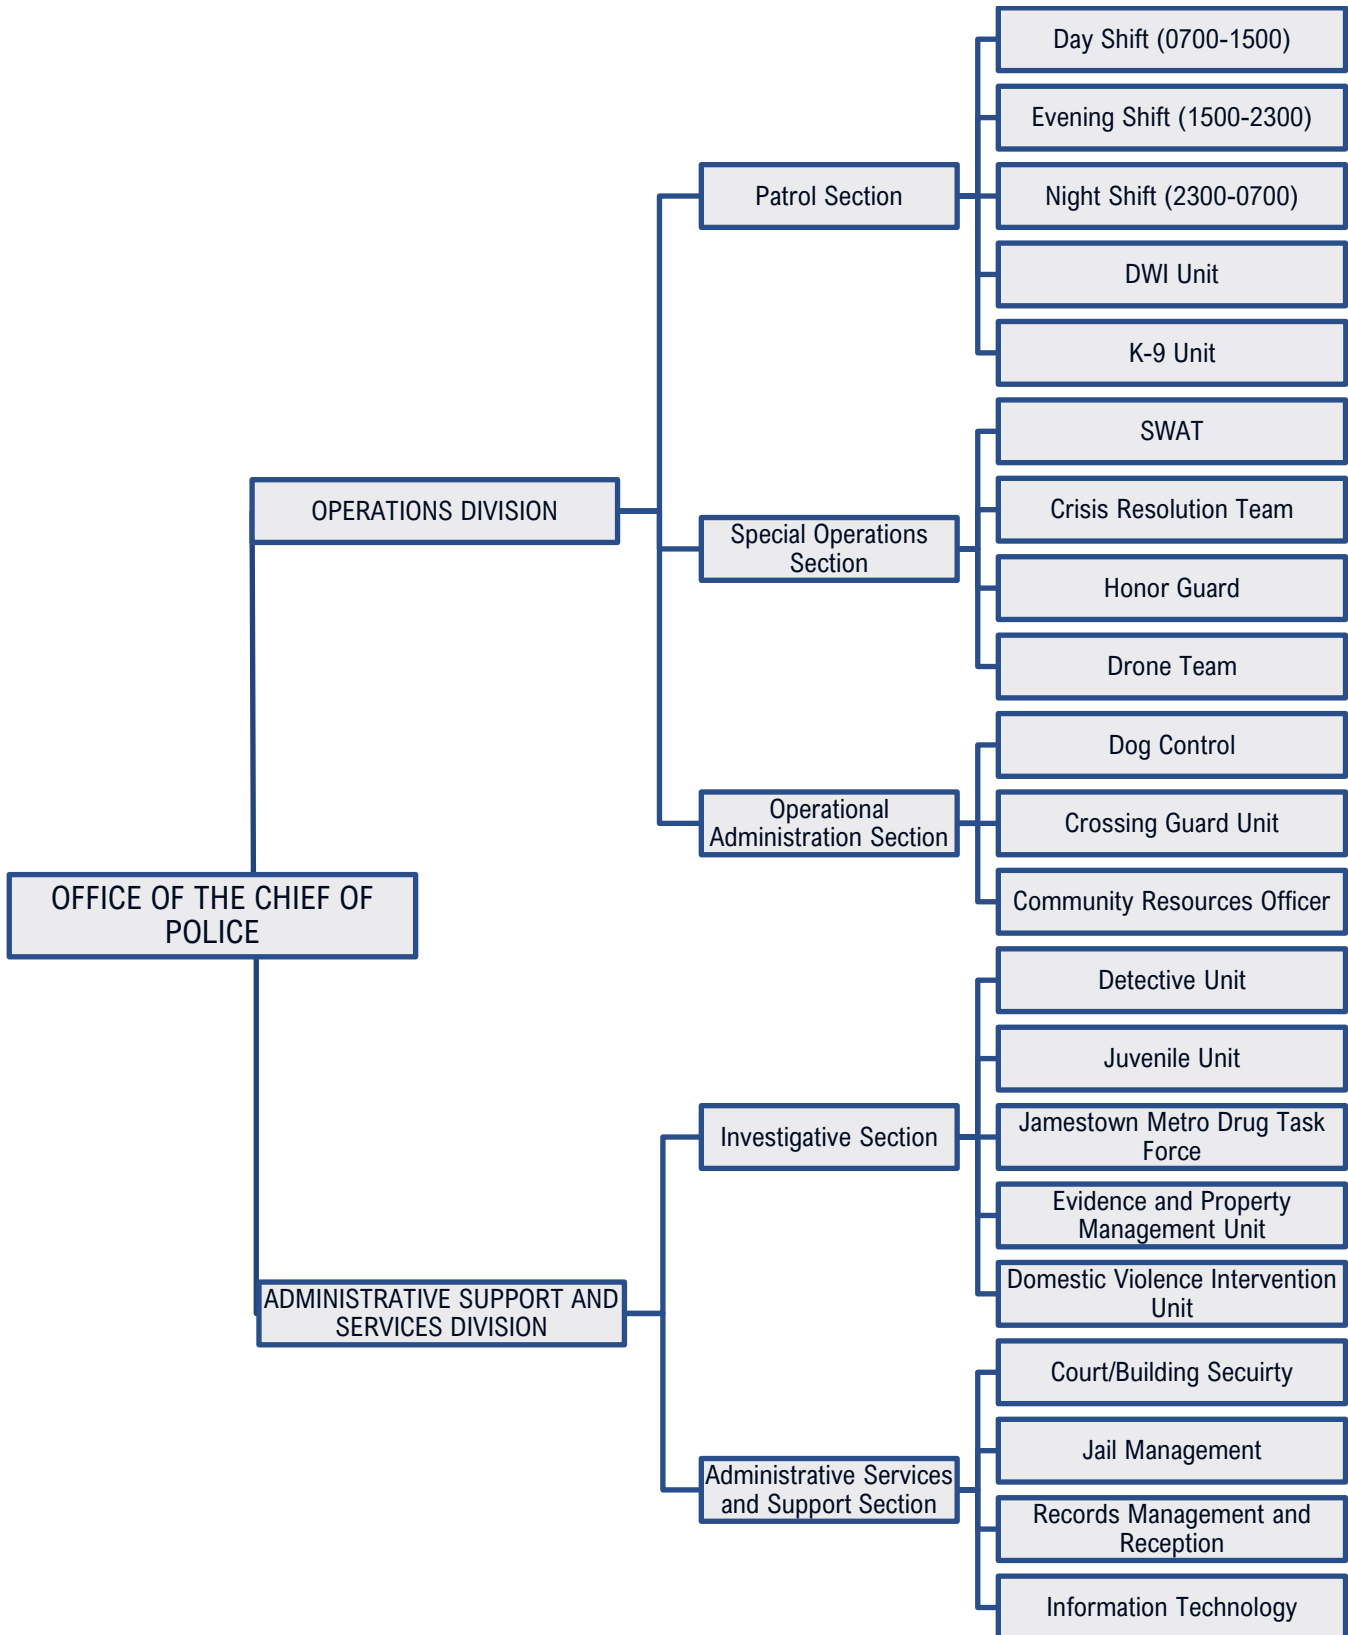 Day Shift (0700-1500)
Evening Shift (1500-2300)
Patrol Section
Night Shift (2300-0700)
DWI Unit
K-9 Unit
SWAT
OPERATIONS DIVISION
Crisis Resolution Team
Special Operations
Section
Honor Guard
Drone Team
Dog Control
Operational
Administration Section
Crossing Guard Unit
Community Resources Officer
OFFICE OF THE CHIEF OF
POLICE
Detective Unit
Juvenile Unit
Investigative Section
Jamestown Metro Drug Task
Force
Evidence and Property
Management Unit
Domestic Violence Intervention
Unit
ADMINISTRATIVE SUPPORT AND
SERVICES DIVISION
Court/Building Secuirty
Jail Management
Administrative Services
and Support Section
Records Management and
Reception
Information Technology